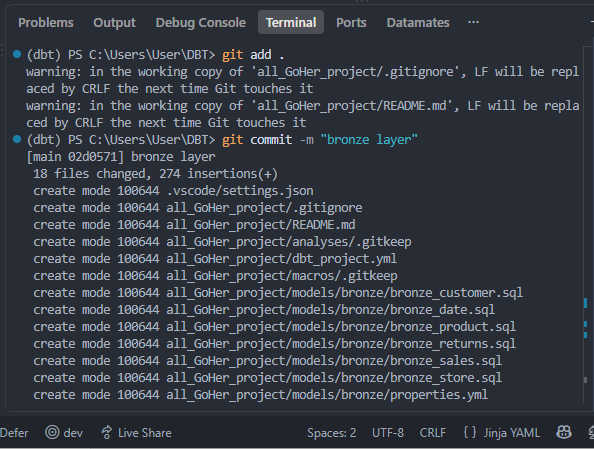 Problems Output Debug Console Terminal Ports Datamates ...
(dbt) PS C:\Users\User\DBT> git add .
warning: in the working copy of 'all_GoHer_project/.gitignore', LF will be repl
aced by CRLF the next time Git touches it
warning: in the working copy of 'all_GoHer_project/README.md', LF will be repla
ced by CRLF the next time Git touches it
(dbt) PS C:\Users\User\DBT> git commit -m "bronze layer"
[main 02d0571] bronze layer
18 files changed, 274 insertions(+)
create mode 100644 .vscode/settings.json
create mode 100644 all_GoHer_project/.gitignore
create mode 100644 all_GoHer_project/README.md
create mode 100644 all_GoHer_project/analyses/.gitkeep
create mode 100644 all_GoHer_project/dbt_project.yml
create mode 100644 all_GoHer_project/macros/.gitkeep
create mode 100644 all_GoHer_project/models/bronze/bronze_customer.sql
create mode 100644 all_GoHer_project/models/bronze/bronze_date.sql
create mode 100644 all_GoHer_project/models/bronze/bronze_product.sql
create mode 100644 all_GoHer_project/models/bronze/bronze_returns.sql
create mode 100644 all_GoHer_project/models/bronze/bronze_sales.sql
create mode 100644 all_GoHer_project/models/bronze/bronze_store.sql
create mode 100644 all_GoHer_project/models/bronze/properties.yml
Defer dev Live Share Spaces: 2 UTF-8 CRLF { } Jinja YAML